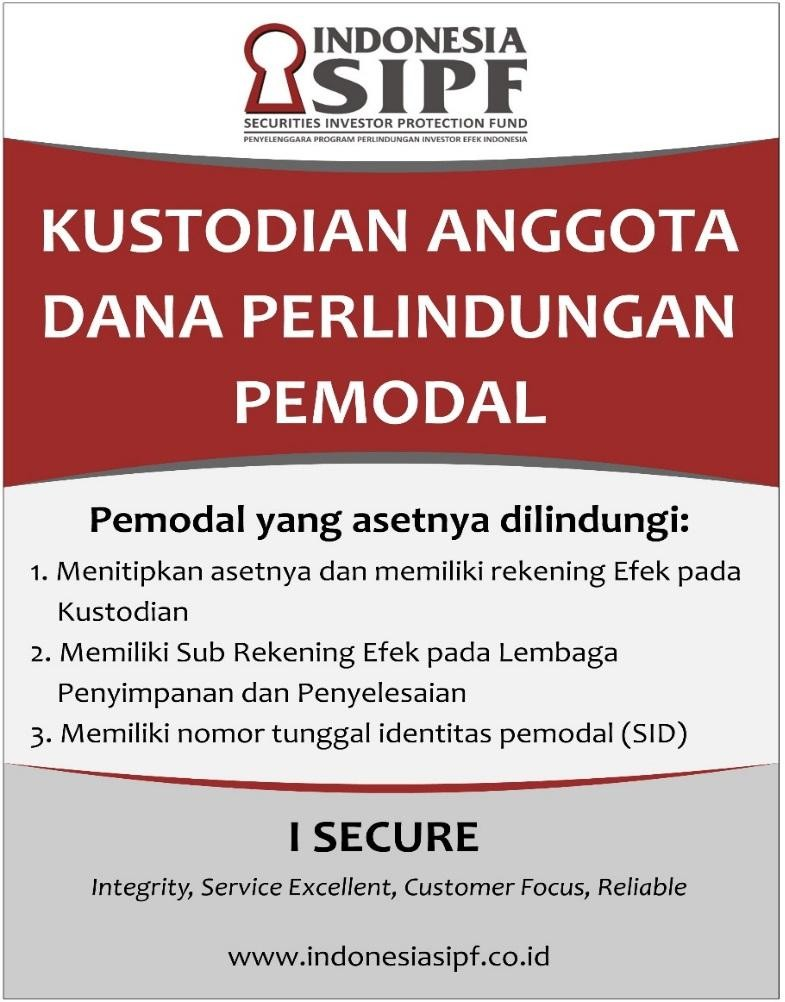 INDONESIA
SIPF
SECURITIES INVESTOR PROTECTION FUND
PENYELENGGARA PROGRAM PERLINDUNGAN INVESTOR EFEK INDONESIA
KUSTODIAN ANGGOTA
DANA PERLINDUNGAN
PEMODAL
Pemodal yang asetnya dilindungi:
1. Menitipkan asetnya dan memiliki rekening Efek pada
Kustodian
2. Memiliki Sub Rekening Efek pada Lembaga
Penyimpanan dan Penyelesaian
3. Memiliki nomor tunggal identitas pemodal (SID)
I SECURE
Integrity, Service Excellent, Customer Focus, Reliable
www.indonesiasipf.co.id